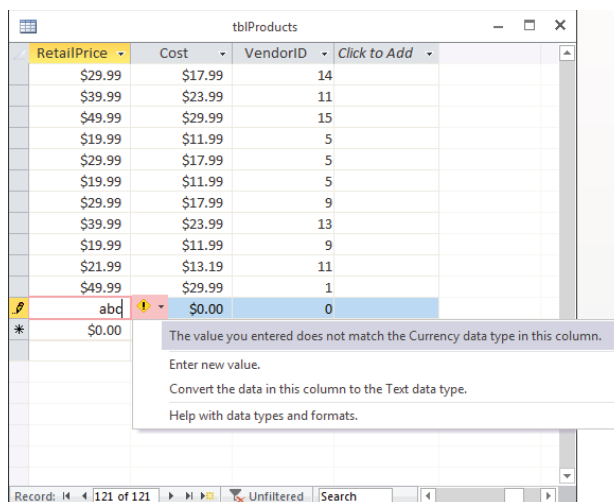 tblProducts
RetailPrice Cost VendorID Click to Add
$29.99 $17.99 14
$39.99 $23.99 11
$49.99 $29.99 15
$19.99 $11.99 5
$29.99 $17.99 5
$19.99 $11.99 5
$29.99 $17.99 9
$39.99 $23.99 13
$19.99 $11.99 9
$21.99 $13.19 11
$49.99 $29.99 1
abc $0.00 0
$0.00
The value you entered does not match the Currency data type in this column.
Enter new value.
Convert the data in this column to the Text data type.
Help with data types and formats.
Record: 121 of 121 Unfiltered Search